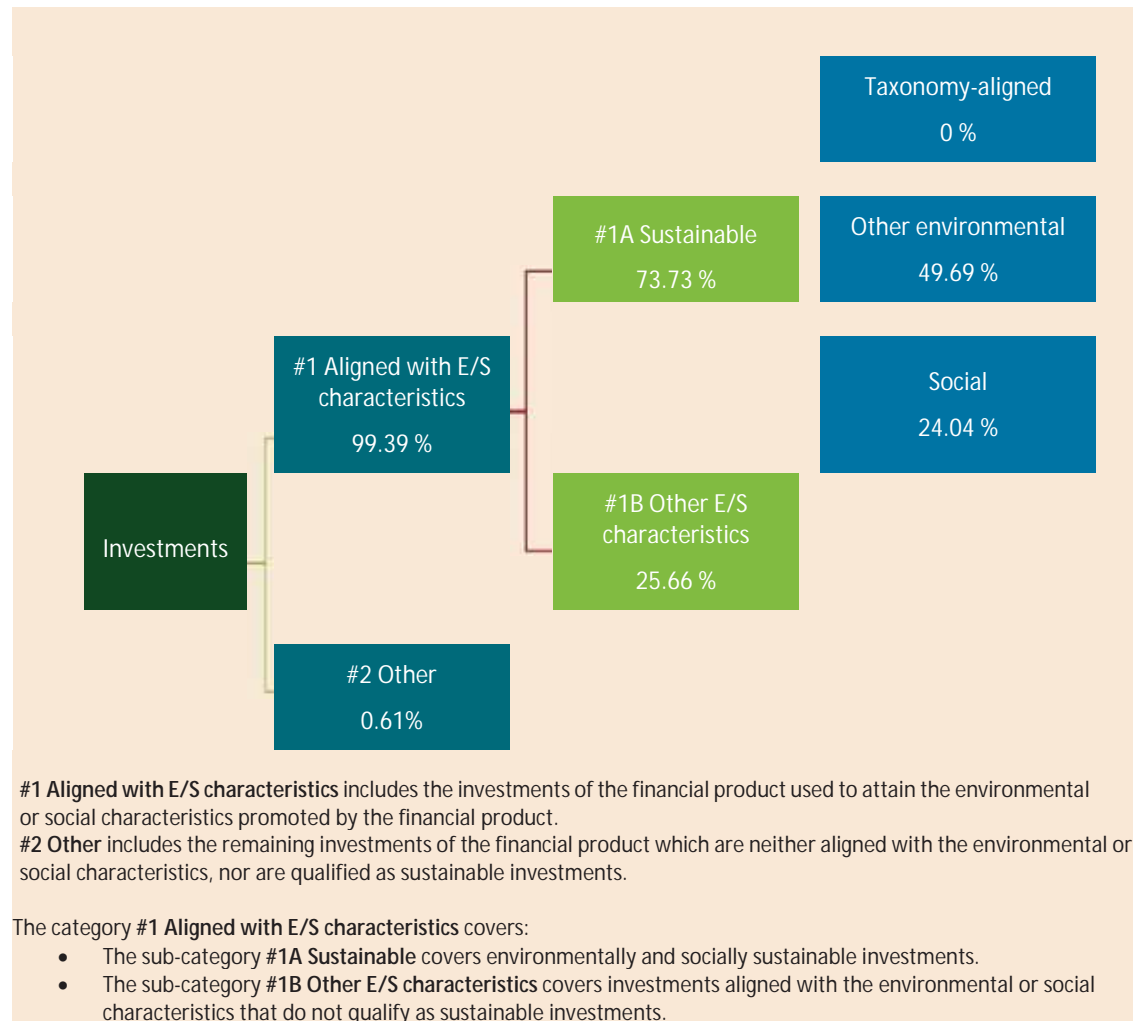 Taxonomy-aligned
0 %
#1A Sustainable
73.73 %
Other environmental
49.69 %
#1 Aligned with E/S
characteristics
99.39 %
Social
24.04 %
Investments
#1B Other E/S
characteristics
25.66 %
#2 Other
0.61%
#1 Aligned with E/S characteristics includes the investments of the financial product used to attain the environmental
or social characteristics promoted by the financial product.
#2 Other includes the remaining investments of the financial product which are neither aligned with the environmental or
social characteristics, nor are qualified as sustainable investments.
The category #1 Aligned with E/S characteristics covers:
• The sub-category #1A Sustainable covers environmentally and socially sustainable investments.
• The sub-category #1B Other E/S characteristics covers investments aligned with the environmental or social
characteristics that do not qualify as sustainable investments.